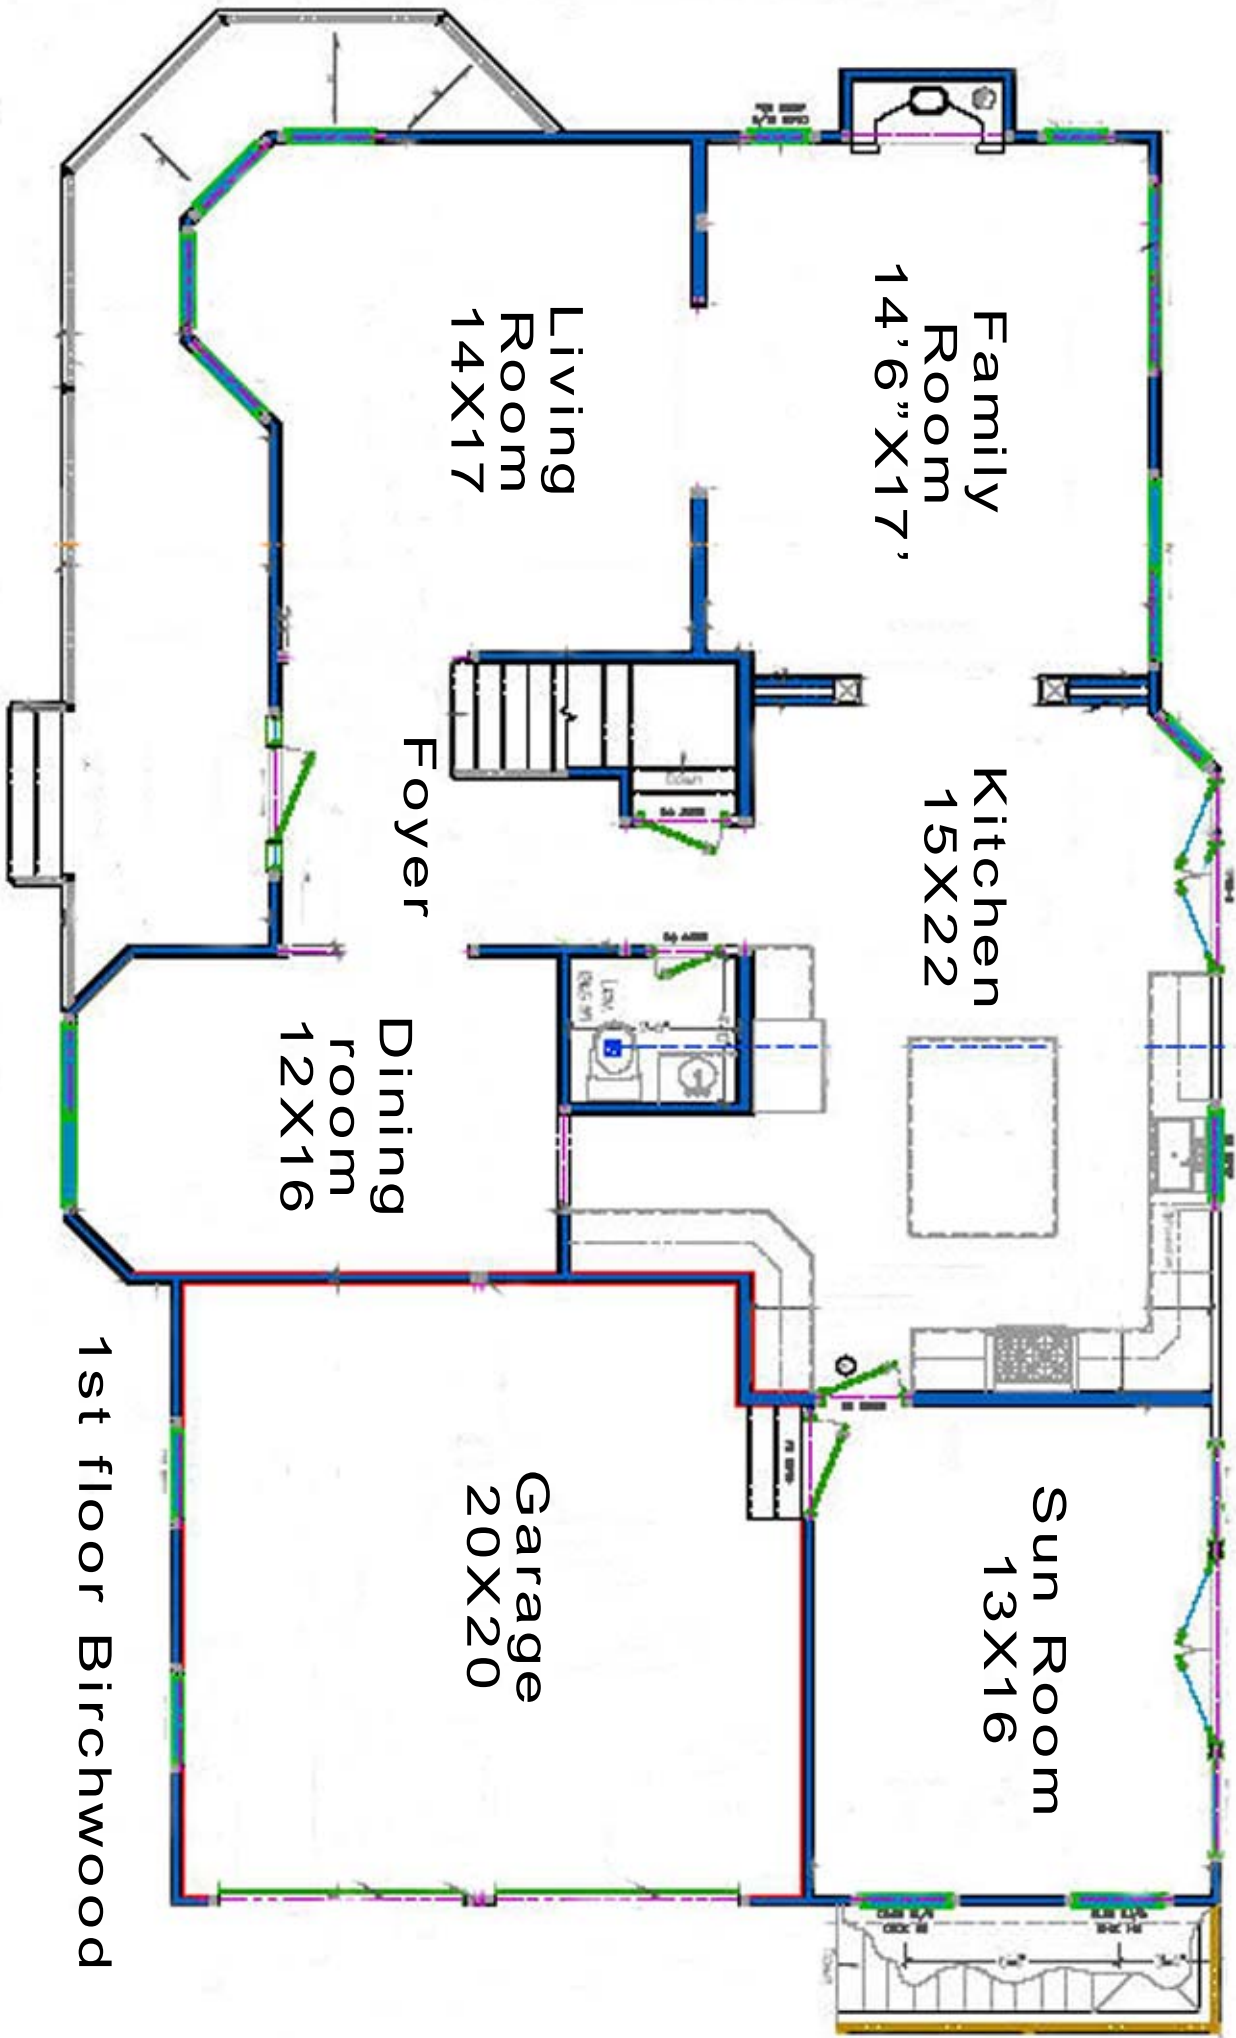 Family
Room
14'6”X17'
Kitchen
15X22
Sun Room
13X16
Living
Room
14X17
Foyer
Dining
room
12X16
Garage
20X20
1st floor Birchwood